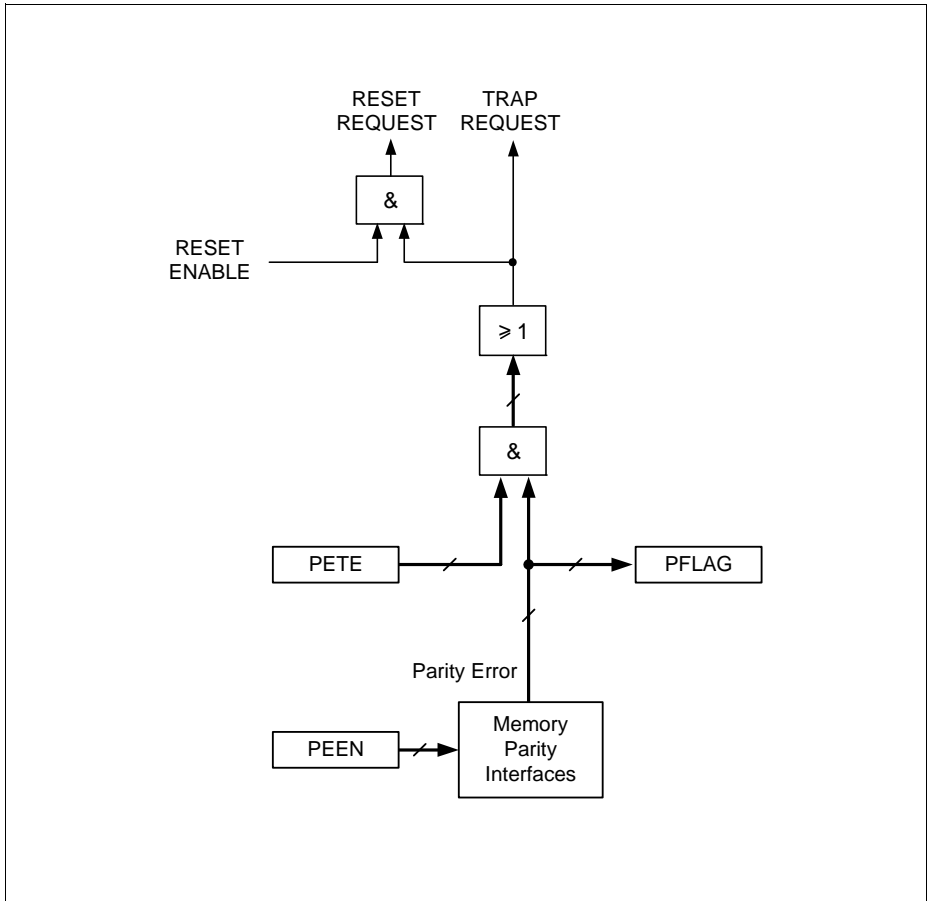 RESET
REQUEST
TRAP
REQUEST
&
RESET
ENABLE
⩾ 1
&
PETE
PFLAG
Parity Error
PEEN
Memory
Parity
Interfaces